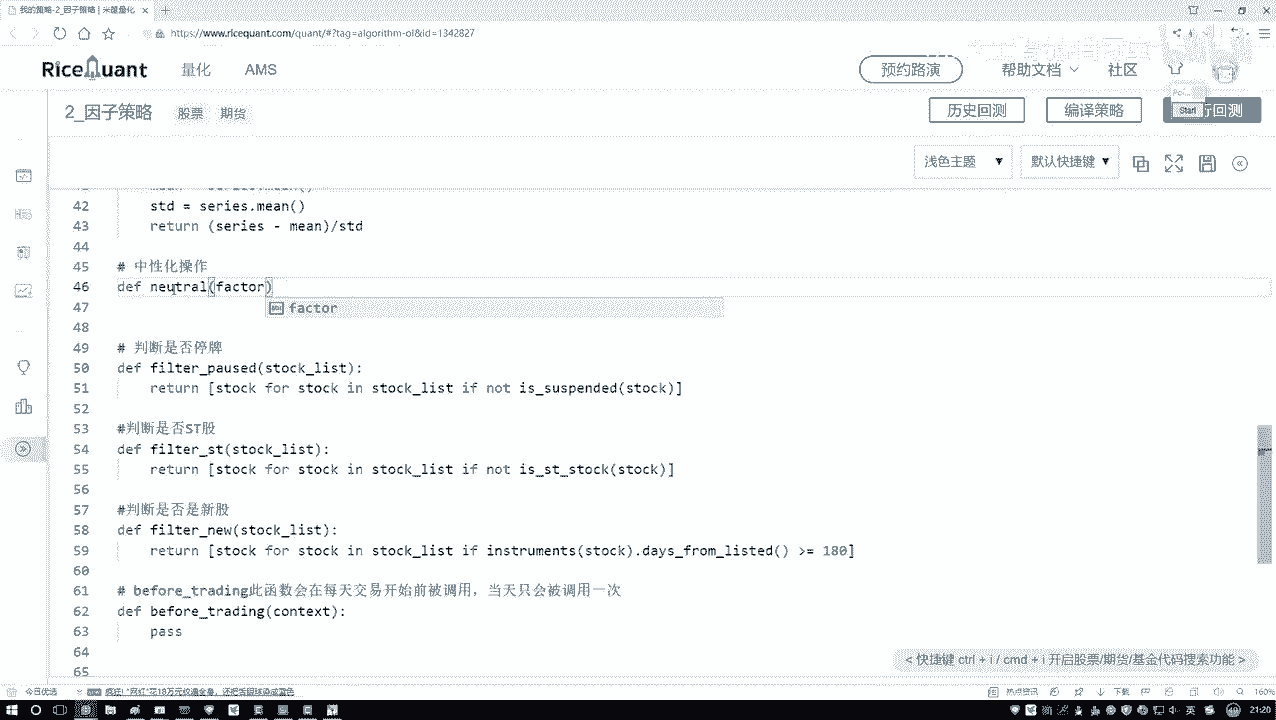 我的策略-2_因子策略 | 米筐量化
https://www.ricequant.com/quant/#?tag=algorithm-ol&id=1342827
RiceQuant 量化 AMS 预约路演 帮助文档 社区
2_因子策略 股票 期货 历史回测 编译策略 行回测
Start
浅色主题 默认快捷键
42 std = series.mean()
43 return (series - mean)/std
44
45 # 中性化操作
46 def neutral(factor)
47 factor
48
49 # 判断是否停牌
50 def filter_paused(stock_list):
51 return [stock for stock in stock_list if not is_suspended(stock)]
52
53 #判断是否ST股
54 def filter_st(stock_list):
55 return [stock for stock in stock_list if not is_st_stock(stock)]
56
57 #判断是否是新股
58 def filter_new(stock_list):
59 return [stock for stock in stock_list if instruments(stock).days_from_listed() >= 180]
60
61 # before_trading此函数会在每天交易开始前被调用，当天只会被调用一次
62 def before_trading(context):
63 pass
64
65
< 快捷键 ctrl + i / cmd + i 开启股票/期货/基金代码搜索功能 >
今日优选 热点资讯 下载 160%
英 21:20